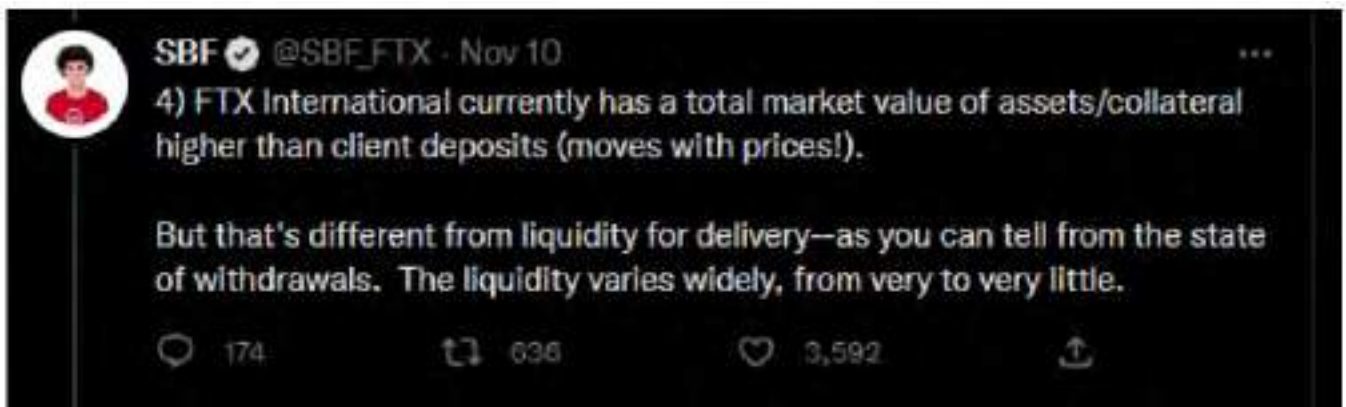 SBF @SBF_FTX · Nov 10
4) FTX International currently has a total market value of assets/collateral
higher than client deposits (moves with prices!).
But that's different from liquidity for delivery—as you can tell from the state
of withdrawals.  The liquidity varies widely, from very to very little.
174 636 3,592